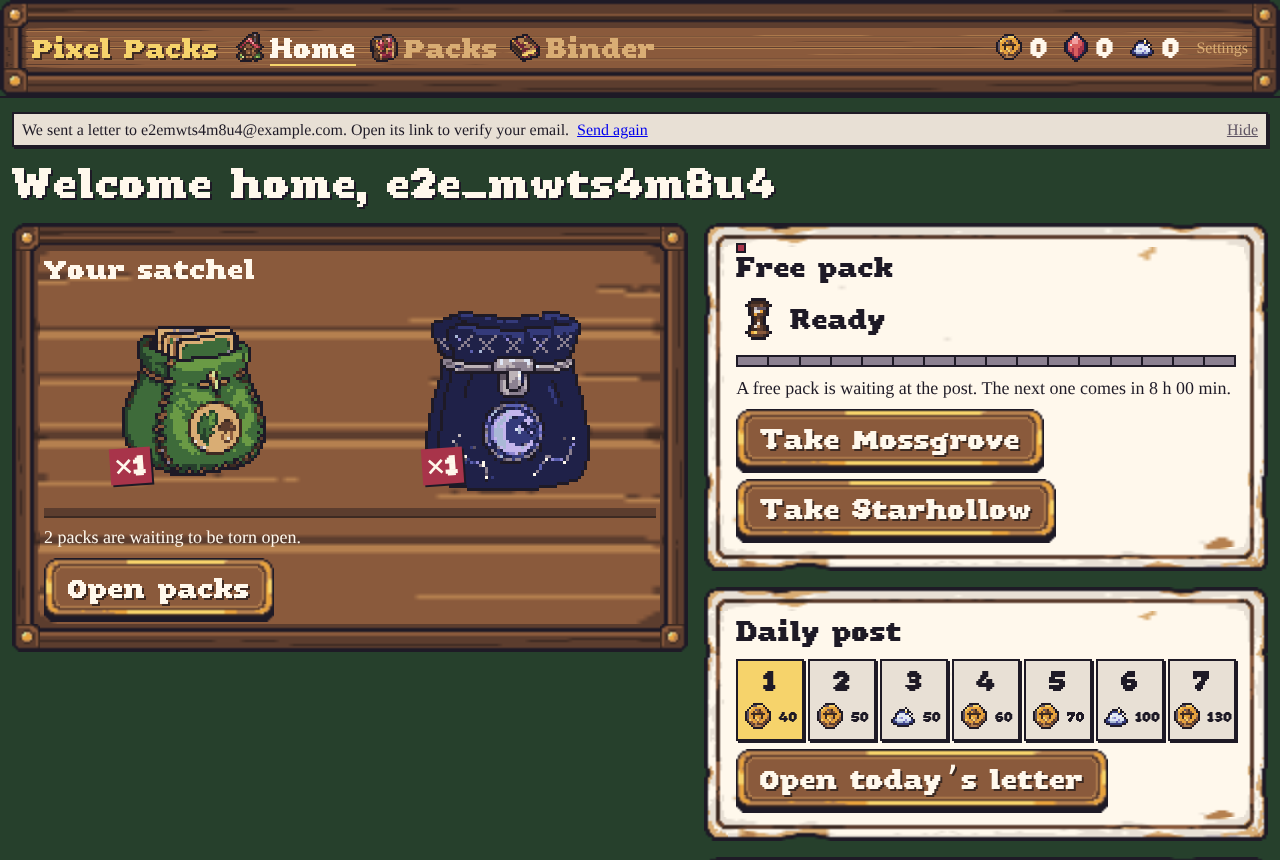 Pixel Packs Home Packs Binder 0 0 0 Settings
We sent a letter to e2emwts4m8u4@example.com. Open its link to verify your email. Send again Hide
Welcome home, e2e_mwts4m8u4
Your satchel
×1 ×1
2 packs are waiting to be torn open.
Open packs
Free pack
Ready
A free pack is waiting at the post. The next one comes in 8 h 00 min.
Take Mossgrove
Take Starhollow
Daily post
1 2 3 4 5 6 7
40 50 50 60 70 100 130
Open today's letter